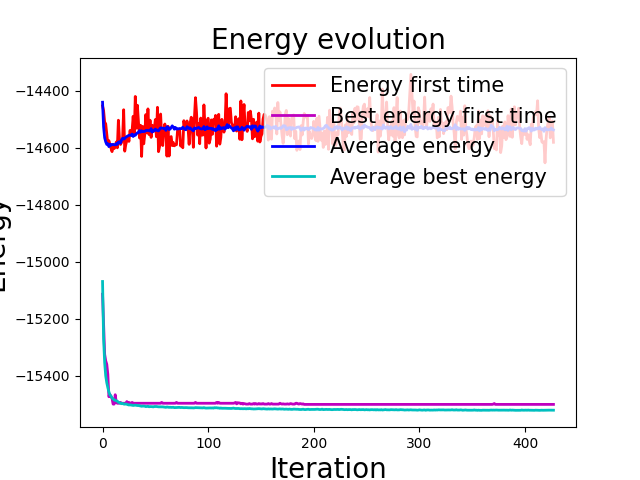 Energy evolution
Energy
−14400
−14600
−14800
−15000
−15200
−15400
0
100
200
300
400
Iteration
Energy first time
Best energy first time
Average energy
Average best energy